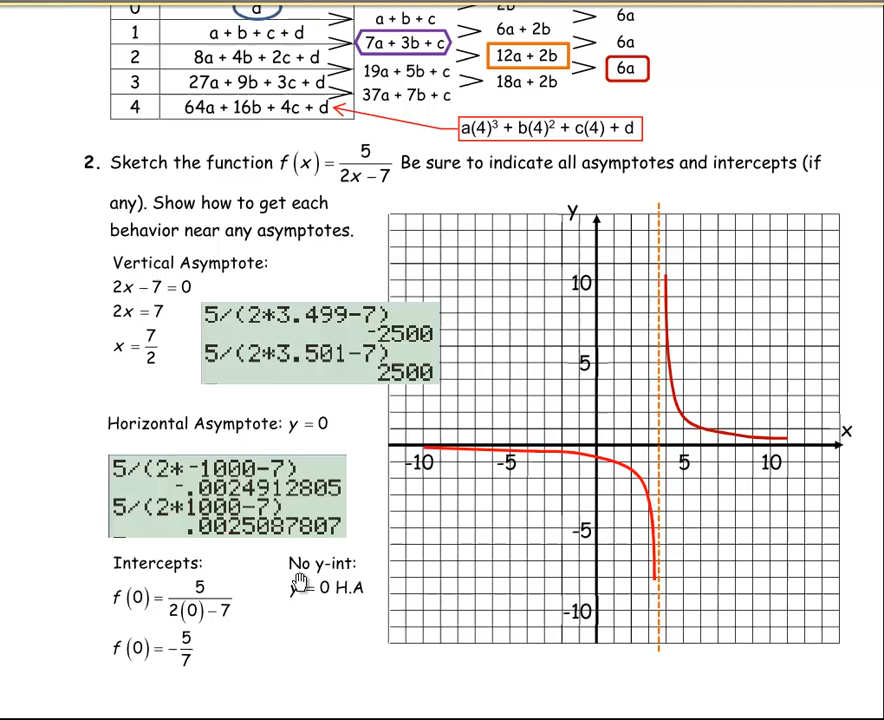 0 a a + b + c 2b 6a
1 a + b + c + d 6a + 2b
2 8a + 4b + 2c + d 7a + 3b + c 12a + 2b 6a
3 27a + 9b + 3c + d 19a + 5b + c 18a + 2b 6a
4 64a + 16b + 4c + d 37a + 7b + c
a(4)³ + b(4)² + c(4) + d
2. Sketch the function f(x) = 5/(2x – 7) Be sure to indicate all asymptotes and intercepts (if
any). Show how to get each
behavior near any asymptotes.
Vertical Asymptote:
2x – 7 = 0
2x = 7
x = 7/2
5/(2*3.499-7)
-2500
5/(2*3.501-7)
2500
Horizontal Asymptote: y = 0
5/(2*-1000-7)
-.0024912805
5/(2*1000-7)
.0025087807
Intercepts:
f(0) = 5/(2(0) – 7)
f(0) = –5/7
No y-int:
= 0 H.A
y
10
5
x
-10 -5 5 10
-5
-10